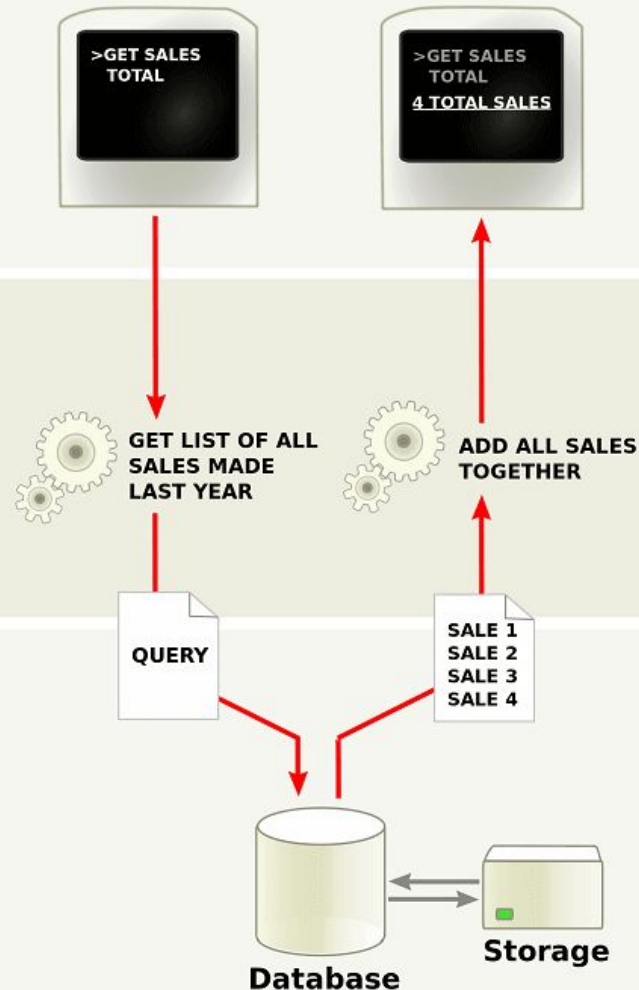 >GET SALES
TOTAL
>GET SALES
TOTAL
4 TOTAL SALES
GET LIST OF ALL
SALES MADE
LAST YEAR
ADD ALL SALES
TOGETHER
QUERY
SALE 1
SALE 2
SALE 3
SALE 4
Database
Storage